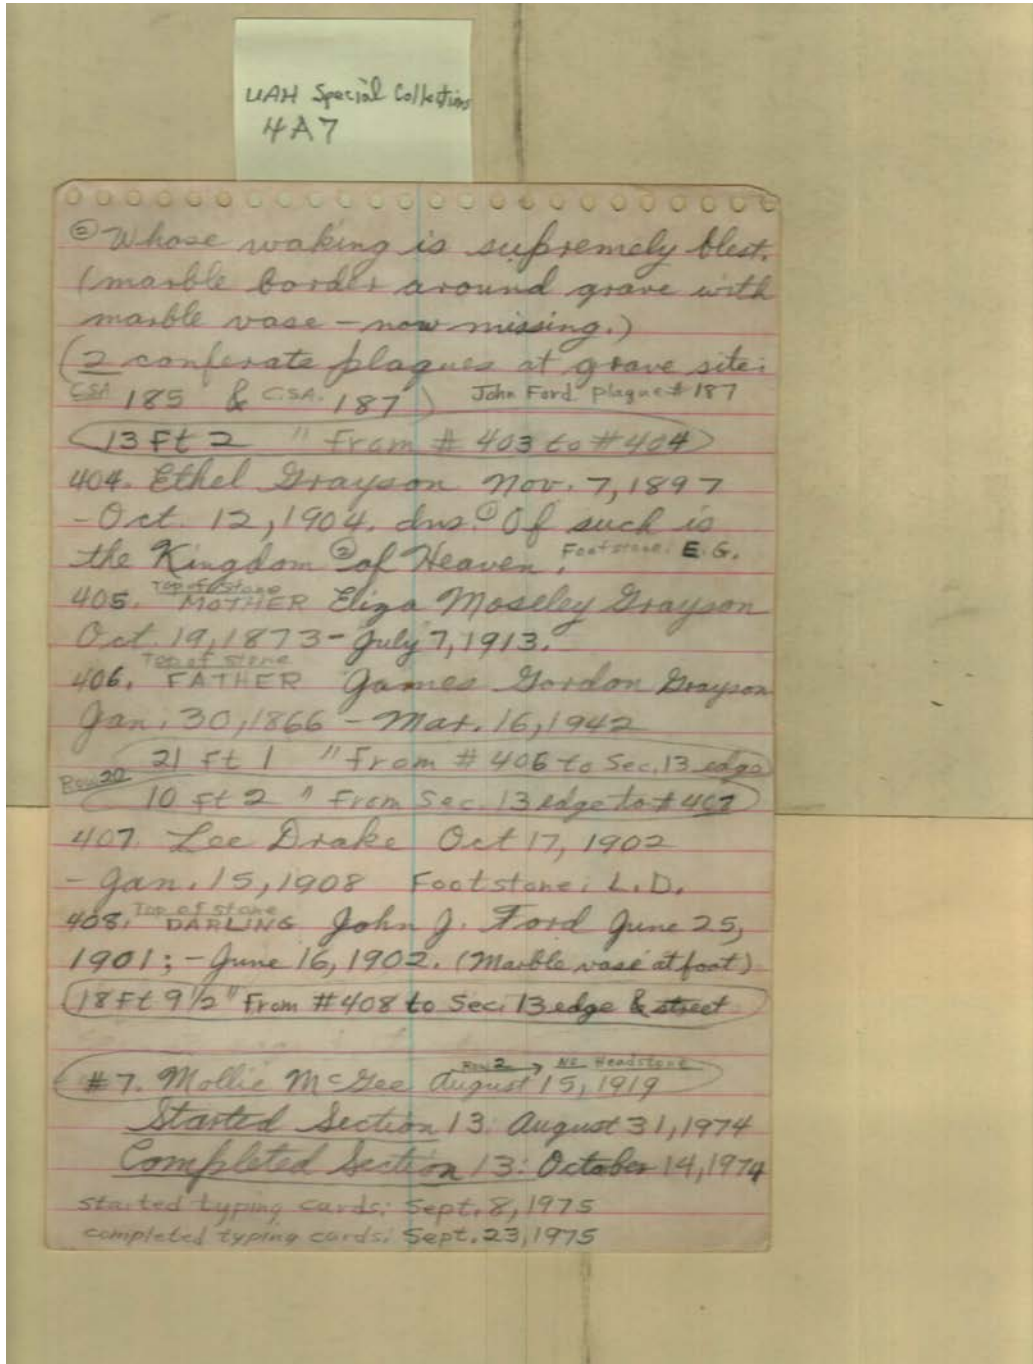 UAH Special Collections
4A7
② Whose waking is supremely blest.
(marble border around grave with
marble vase - now missing.)
(2 conferate plagues at grave site:
CSA 185 & C.S.A. 187) John Ford plaque # 187
13 Ft 2 " From # 403 to # 404
404. Ethel Grayson Nov. 7, 1897
- Oct. 12, 1904. Ins. ① Of such is
the Kingdom ② of Heaven. Footstone: E.G.
Top of stone
405. MOTHER Eliza Moseley Grayson
Oct. 19, 1873 - July 7, 1913.
Top of stone
406. FATHER James Gordon Grayson
Jan. 30, 1866 - Mar. 16, 1942
21 Ft 1 " From # 406 to Sec. 13 edge
Row 20
10 Ft 2 " From Sec. 13 edge to # 407
407. Lee Drake Oct 17, 1902
- Jan. 15, 1908 Footstone: L.D.
Top of stone
408. DARLING John J. Ford June 25,
1901; - June 16, 1902. (Marble vase at foot)
18 Ft 9 1/2 " From # 408 to Sec. 13 edge & street
Row 2 → No Headstone
# 7. Mollie McGee August 15, 1919
Started Section 13: August 31, 1974
Completed Section 13: October 14, 1974
started typing cards: Sept. 8, 1975
completed typing cards: Sept. 23, 1975